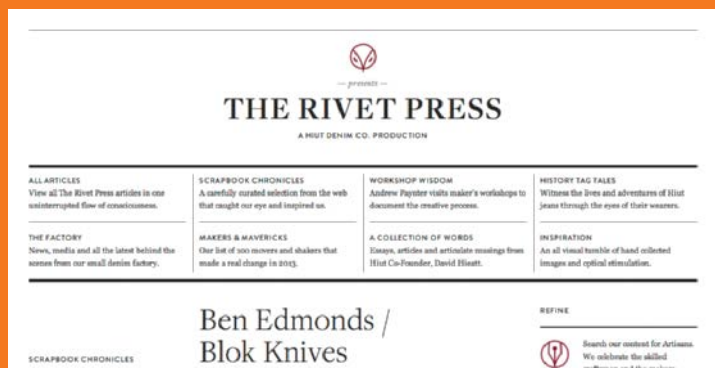 — presents —
THE RIVET PRESS
A HIUT DENIM CO. PRODUCTION
ALL ARTICLES
View all The Rivet Press articles in one
uninterrupted flow of consciousness.
SCRAPBOOK CHRONICLES
A carefully curated selection from the web
that caught our eye and inspired us.
WORKSHOP WISDOM
Andrew Paynter visits maker's workshops to
document the creative process.
HISTORY TAG TALES
Witness the lives and adventures of Hiut
jeans through the eyes of their wearers.
THE FACTORY
News, media and all the latest behind the
scenes from our small denim factory.
MAKERS & MAVERICKS
Our list of 100 movers and shakers that
made a real change in 2013.
A COLLECTION OF WORDS
Essays, articles and articulate musings from
Hiut Co-Founder, David Hieatt.
INSPIRATION
An all visual tumble of hand collected
images and optical stimulation.
SCRAPBOOK CHRONICLES
Ben Edmonds /
Blok Knives
REFINE
Search our content for Artisans.
We celebrate the skilled